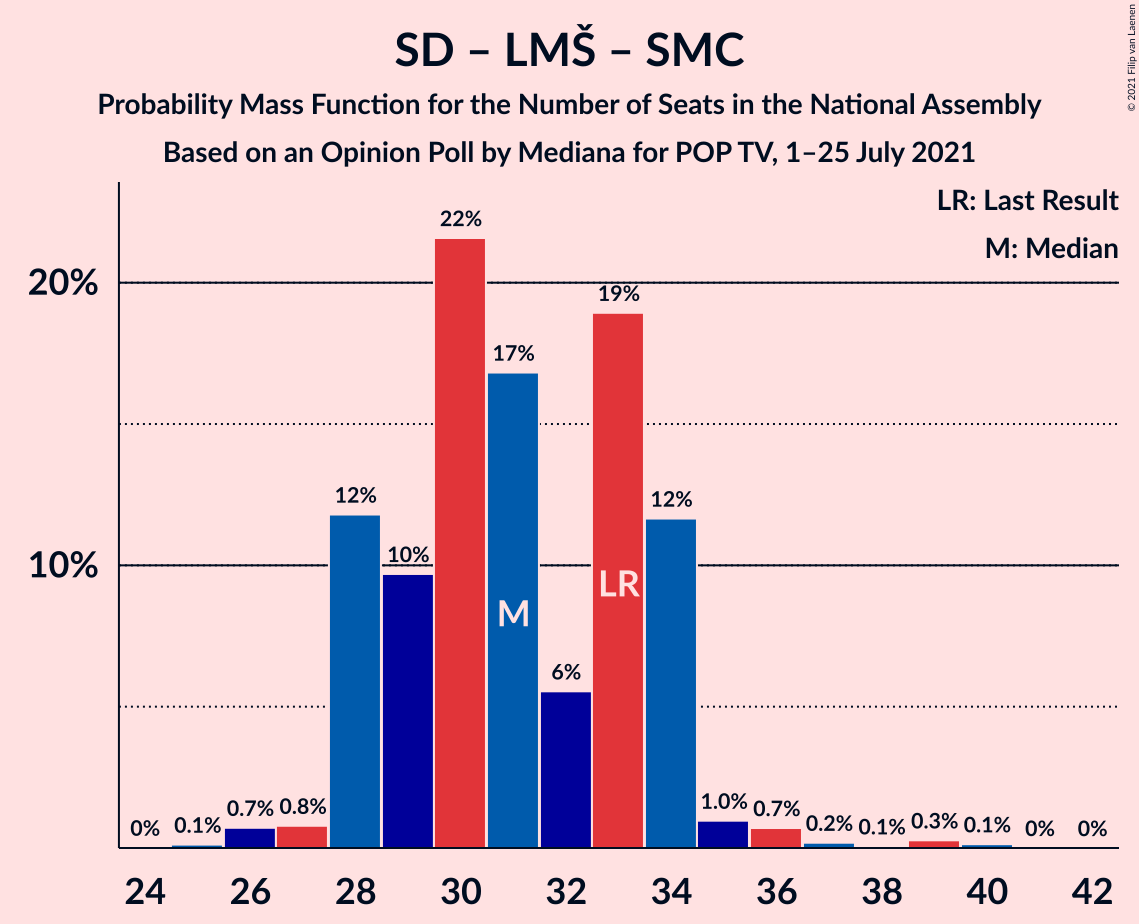 SD – LMŠ – SMC
Probability Mass Function for the Number of Seats in the National Assembly
Based on an Opinion Poll by Mediana for POP TV, 1–25 July 2021
© 2021 Filip van Laenen
LR: Last Result
M: Median
20%
10%
0%
0.1%
0.7%
0.8%
12%
10%
22%
17%
6%
19%
12%
1.0%
0.7%
0.2%
0.1%
0.3%
0.1%
0%
0%
M
LR
24 26 28 30 32 34 36 38 40 42